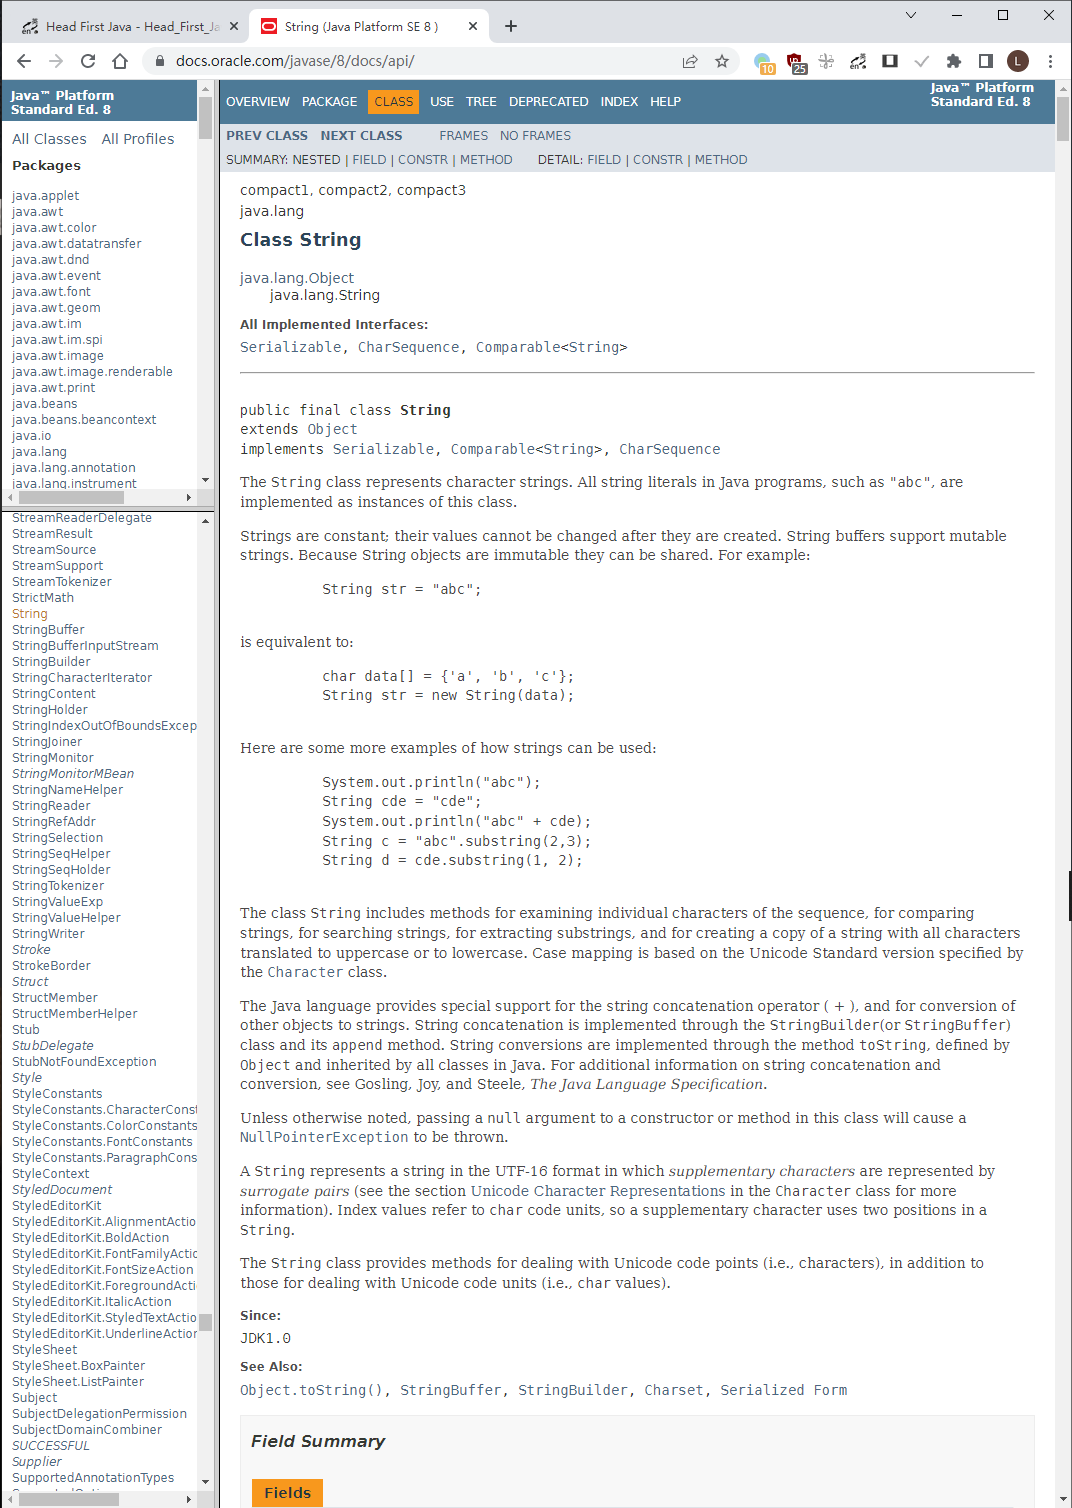 Head First Java - Head_First_Ja
String (Java Platform SE 8 )
docs.oracle.com/javase/8/docs/api/
10
25
en
L
Java™ Platform
Standard Ed. 8
All Classes All Profiles
Packages
java.applet
java.awt
java.awt.color
java.awt.datatransfer
java.awt.dnd
java.awt.event
java.awt.font
java.awt.geom
java.awt.im
java.awt.im.spi
java.awt.image
java.awt.image.renderable
java.awt.print
java.beans
java.beans.beancontext
java.io
java.lang
java.lang.annotation
java.lang.instrument
StreamReaderDelegate
StreamResult
StreamSource
StreamSupport
StreamTokenizer
StrictMath
String
StringBuffer
StringBufferInputStream
StringBuilder
StringCharacterIterator
StringContent
StringHolder
StringIndexOutOfBoundsExcep
StringJoiner
StringMonitor
StringMonitorMBean
StringNameHelper
StringReader
StringRefAddr
StringSelection
StringSeqHelper
StringSeqHolder
StringTokenizer
StringValueExp
StringValueHelper
StringWriter
Stroke
StrokeBorder
Struct
StructMember
StructMemberHelper
Stub
StubDelegate
StubNotFoundException
Style
StyleConstants
StyleConstants.CharacterConst
StyleConstants.ColorConstants
StyleConstants.FontConstants
StyleConstants.ParagraphCons
StyleContext
StyledDocument
StyledEditorKit
StyledEditorKit.AlignmentActio
StyledEditorKit.BoldAction
StyledEditorKit.FontFamilyActic
StyledEditorKit.FontSizeAction
StyledEditorKit.ForegroundActi
StyledEditorKit.ItalicAction
StyledEditorKit.StyledTextActio
StyledEditorKit.UnderlineAction
StyleSheet
StyleSheet.BoxPainter
StyleSheet.ListPainter
Subject
SubjectDelegationPermission
SubjectDomainCombiner
SUCCESSFUL
Supplier
SupportedAnnotationTypes
OVERVIEW PACKAGE CLASS USE TREE DEPRECATED INDEX HELP
Java™ Platform
Standard Ed. 8
PREV CLASS NEXT CLASS FRAMES NO FRAMES
SUMMARY: NESTED | FIELD | CONSTR | METHOD DETAIL: FIELD | CONSTR | METHOD
compact1, compact2, compact3
java.lang
Class String
java.lang.Object
java.lang.String
All Implemented Interfaces:
Serializable, CharSequence, Comparable<String>
public final class String
extends Object
implements Serializable, Comparable<String>, CharSequence
The String class represents character strings. All string literals in Java programs, such as "abc", are
implemented as instances of this class.
Strings are constant; their values cannot be changed after they are created. String buffers support mutable
strings. Because String objects are immutable they can be shared. For example:
String str = "abc";
is equivalent to:
char data[] = {'a', 'b', 'c'};
String str = new String(data);
Here are some more examples of how strings can be used:
System.out.println("abc");
String cde = "cde";
System.out.println("abc" + cde);
String c = "abc".substring(2,3);
String d = cde.substring(1, 2);
The class String includes methods for examining individual characters of the sequence, for comparing
strings, for searching strings, for extracting substrings, and for creating a copy of a string with all characters
translated to uppercase or to lowercase. Case mapping is based on the Unicode Standard version specified by
the Character class.
The Java language provides special support for the string concatenation operator ( + ), and for conversion of
other objects to strings. String concatenation is implemented through the StringBuilder(or StringBuffer)
class and its append method. String conversions are implemented through the method toString, defined by
Object and inherited by all classes in Java. For additional information on string concatenation and
conversion, see Gosling, Joy, and Steele, The Java Language Specification.
Unless otherwise noted, passing a null argument to a constructor or method in this class will cause a
NullPointerException to be thrown.
A String represents a string in the UTF-16 format in which supplementary characters are represented by
surrogate pairs (see the section Unicode Character Representations in the Character class for more
information). Index values refer to char code units, so a supplementary character uses two positions in a
String.
The String class provides methods for dealing with Unicode code points (i.e., characters), in addition to
those for dealing with Unicode code units (i.e., char values).
Since:
JDK1.0
See Also:
Object.toString(), StringBuffer, StringBuilder, Charset, Serialized Form
Field Summary
Fields